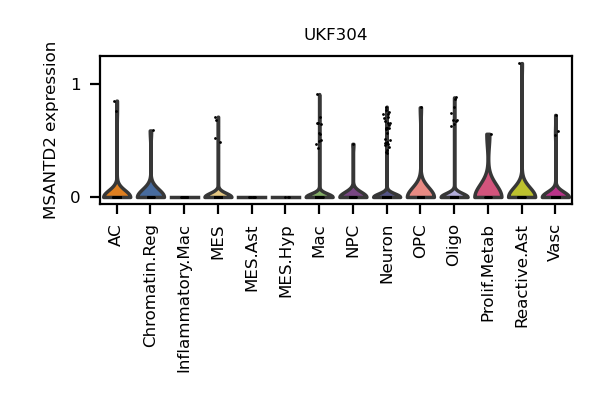 UKF304
MSANTD2 expression
1
0
AC
Chromatin.Reg
Inflammatory.Mac
MES
MES.Ast
MES.Hyp
Mac
NPC
Neuron
OPC
Oligo
Prolif.Metab
Reactive.Ast
Vasc